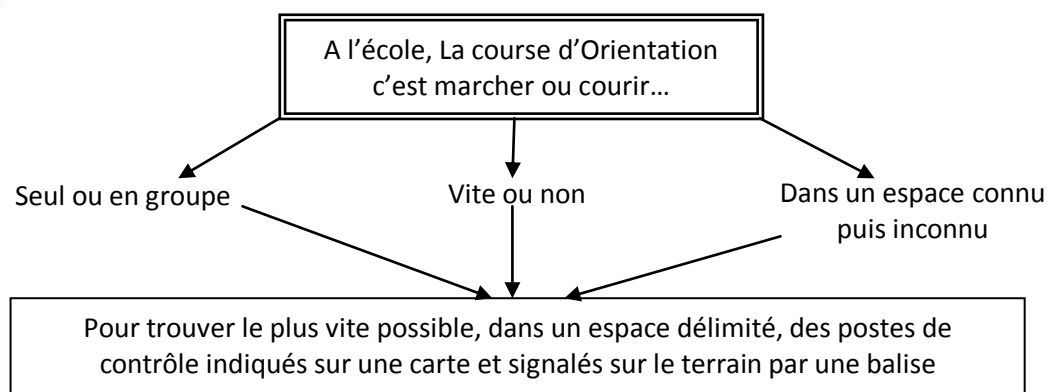 A l’école, La course d’Orientation
c’est marcher ou courir…
Seul ou en groupe
Vite ou non
Dans un espace connu
puis inconnu
Pour trouver le plus vite possible, dans un espace délimité, des postes de
contrôle indiqués sur une carte et signalés sur le terrain par une balise